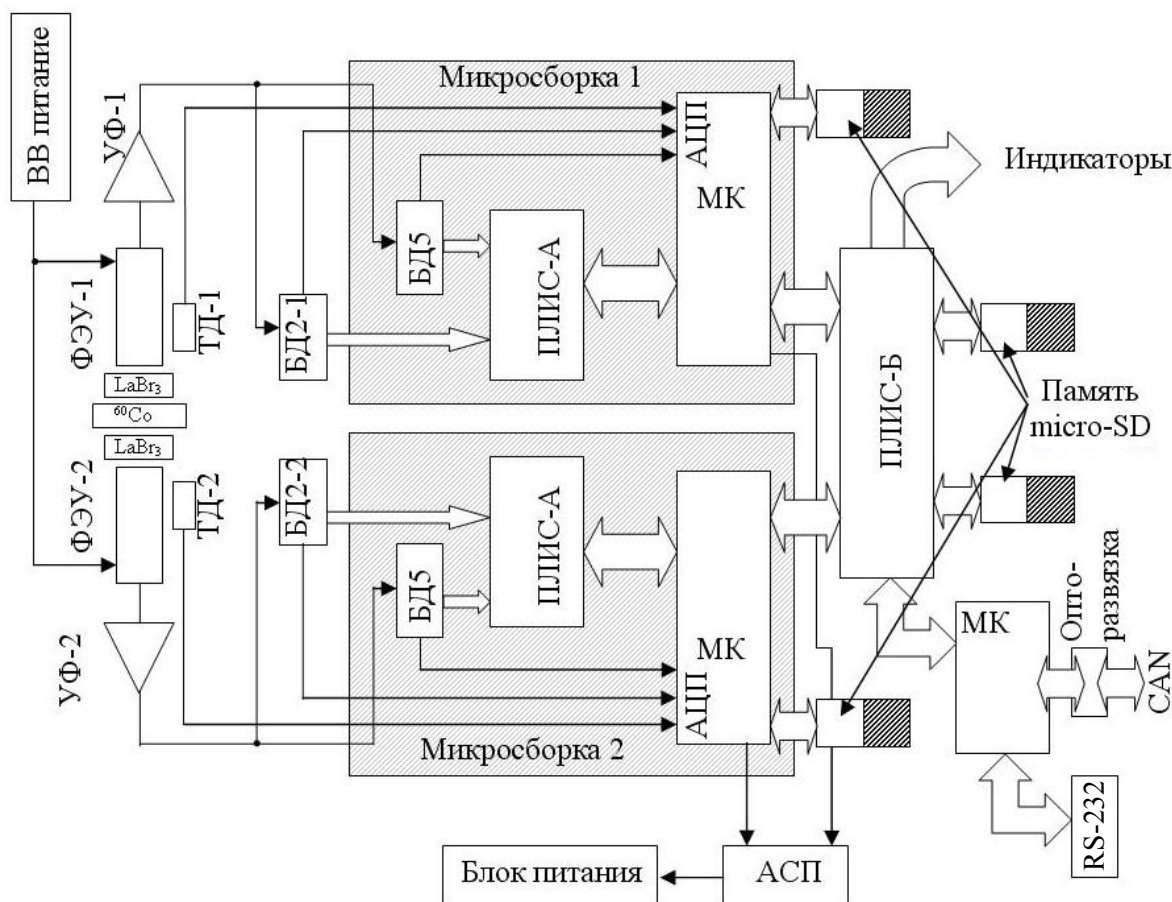 ВВ питание
УФ-1
ФЭУ-1
ТД-1
LaBr₃
⁶⁰Co
LaBr₃
ФЭУ-2
ТД-2
УФ-2
Микросборка 1
БД2-1
БД5
ПЛИС-А
АЦП
МК
Микросборка 2
БД2-2
БД5
ПЛИС-А
АЦП
МК
Индикаторы
ПЛИС-Б
Память
micro-SD
МК
Опто-
развязка
CAN
RS-232
АСП
Блок питания